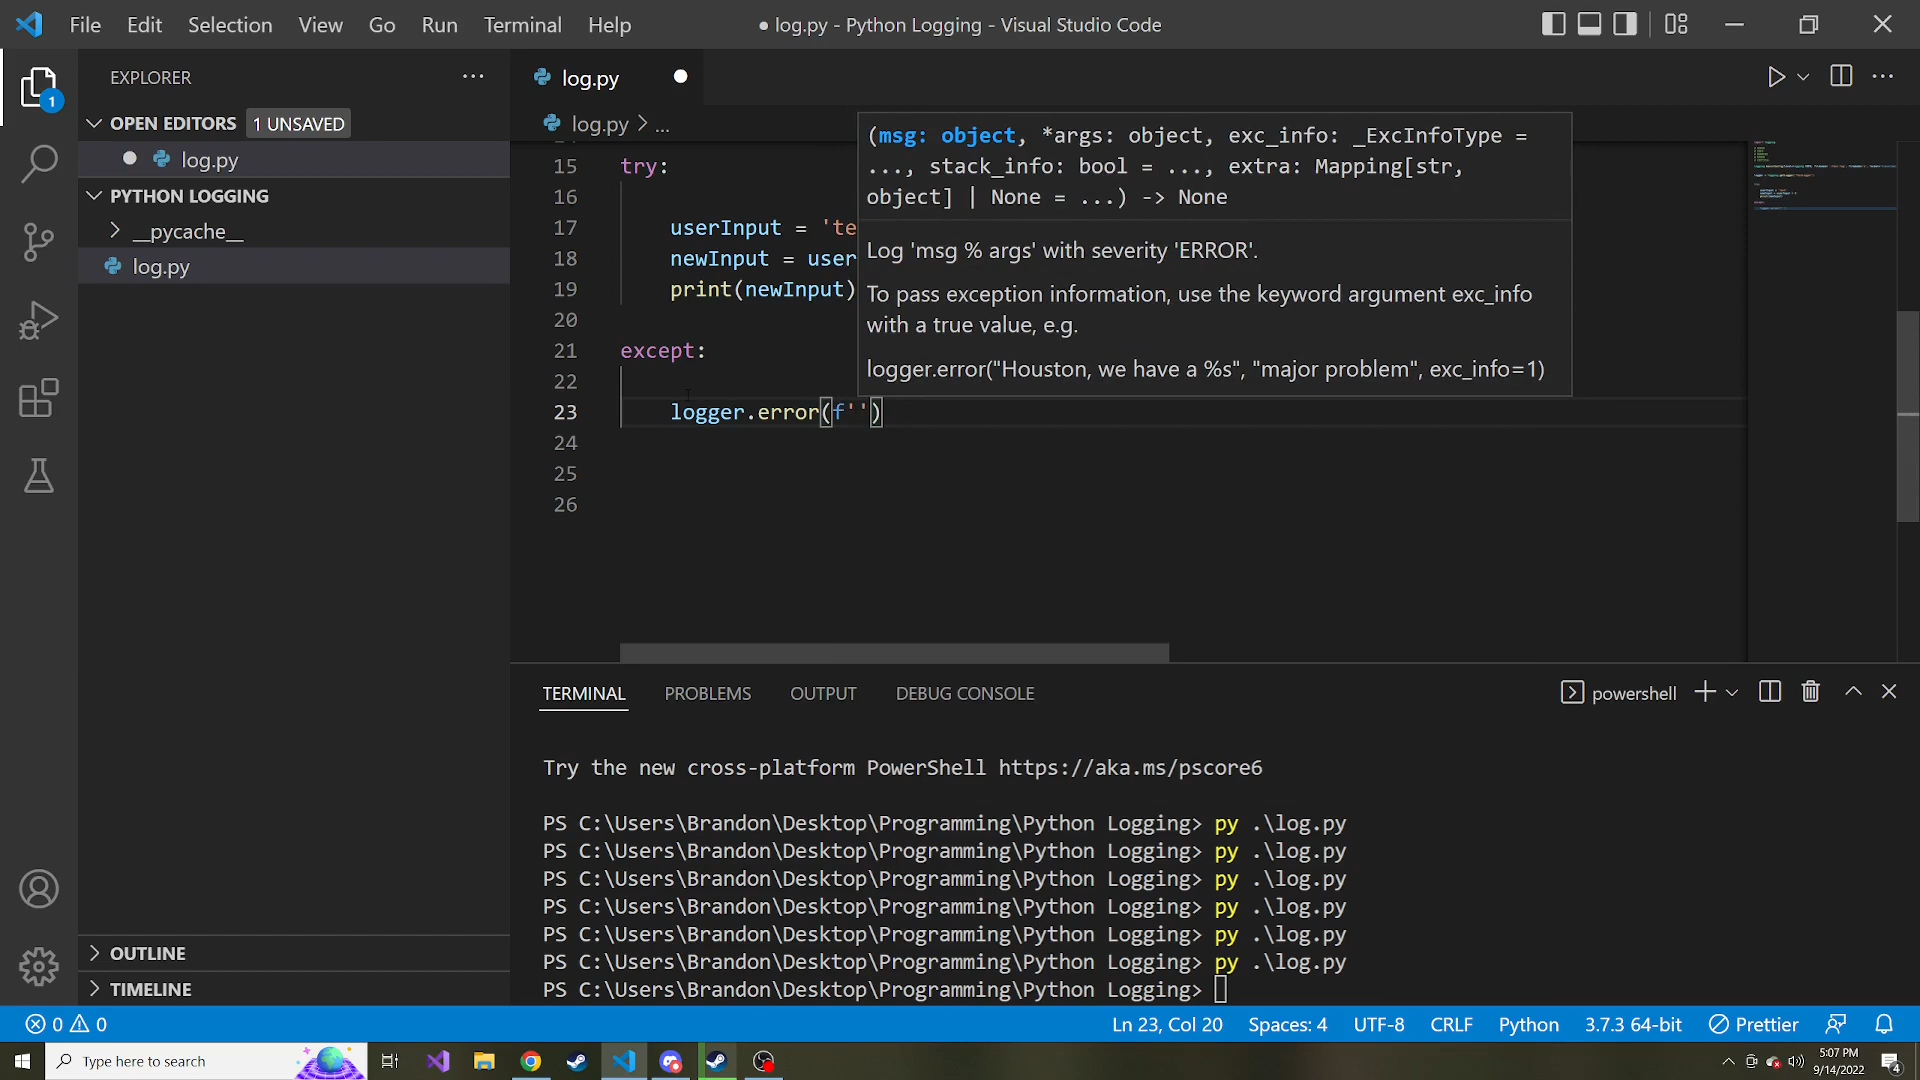 File Edit Selection View Go Run Terminal Help
● log.py - Python Logging - Visual Studio Code
1
EXPLORER
OPEN EDITORS 1 UNSAVED
log.py
PYTHON LOGGING
__pycache__
log.py
OUTLINE
TIMELINE
log.py
log.py > ...
15 try:
16
17 userInput = 'te
18 newInput = user
19 print(newInput)
20
21 except:
22
23 logger.error(f'')
24
25
26
(msg: object, *args: object, exc_info: _ExcInfoType =
..., stack_info: bool = ..., extra: Mapping[str,
object] | None = ...) -> None
Log 'msg % args' with severity 'ERROR'.
To pass exception information, use the keyword argument exc_info
with a true value, e.g.
logger.error("Houston, we have a %s", "major problem", exc_info=1)
TERMINAL PROBLEMS OUTPUT DEBUG CONSOLE
powershell
Try the new cross-platform PowerShell https://aka.ms/pscore6
PS C:\Users\Brandon\Desktop\Programming\Python Logging> py .\log.py
PS C:\Users\Brandon\Desktop\Programming\Python Logging> py .\log.py
PS C:\Users\Brandon\Desktop\Programming\Python Logging> py .\log.py
PS C:\Users\Brandon\Desktop\Programming\Python Logging> py .\log.py
PS C:\Users\Brandon\Desktop\Programming\Python Logging> py .\log.py
PS C:\Users\Brandon\Desktop\Programming\Python Logging> py .\log.py
PS C:\Users\Brandon\Desktop\Programming\Python Logging>
0 0
Ln 23, Col 20 Spaces: 4 UTF-8 CRLF Python 3.7.3 64-bit Prettier
Type here to search
5:07 PM
9/14/2022
4